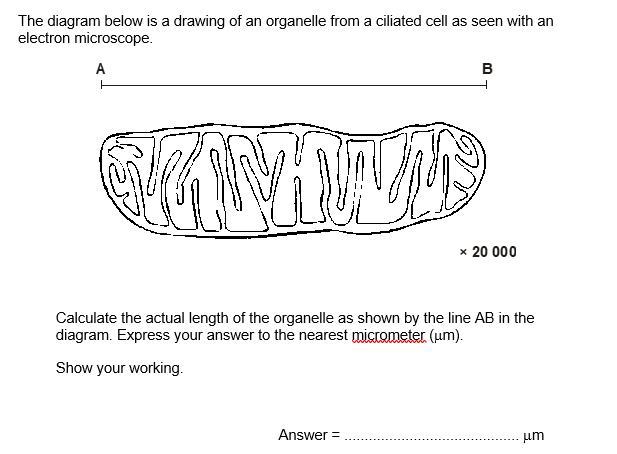 The diagram below is a drawing of an organelle from a ciliated cell as seen with an
electron microscope.
A B
× 20 000
Calculate the actual length of the organelle as shown by the line AB in the
diagram. Express your answer to the nearest micrometer (µm).
Show your working.
Answer = ............................................ µm